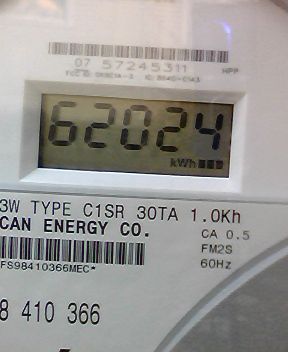 07 57245311 HPP
62024
kWh
3W TYPE C1SR 30TA 1.0Kh
CAN ENERGY CO.
CA 0.5
FM2S
FS98410366MEC*
60Hz
8 410 366